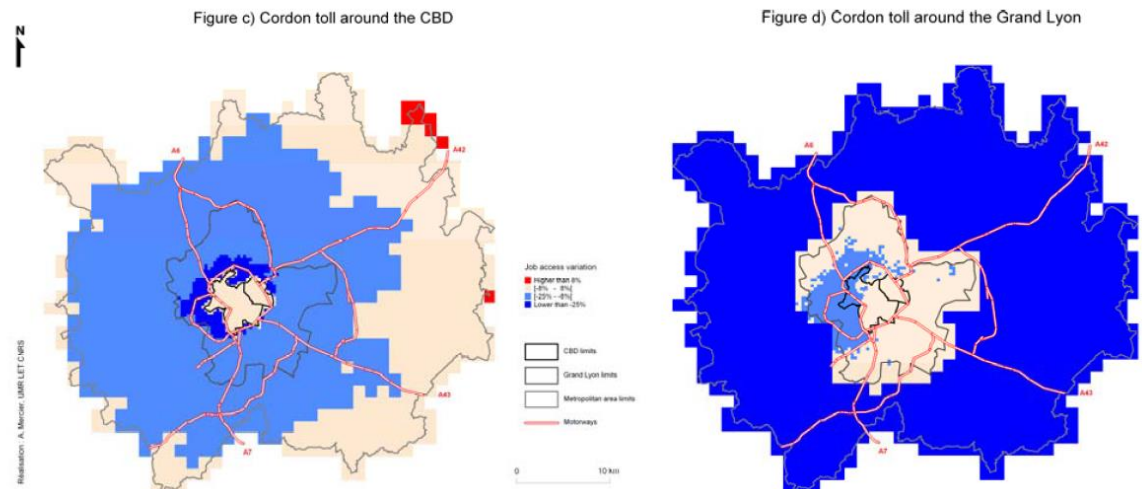 Figure c) Cordon toll around the CBD
Figure d) Cordon toll around the Grand Lyon
N
A6
A42
A43
A7
Job access variation
Higher than 8%
[-8% - 8%[
[-25% - -8%[
Lower than -25%
CBD limits
Grand Lyon limits
Metropolitan area limits
Motorways
0 10 km
Réalisation : A. Mercier, UMR LET CNRS
A6
A42
A43
A7